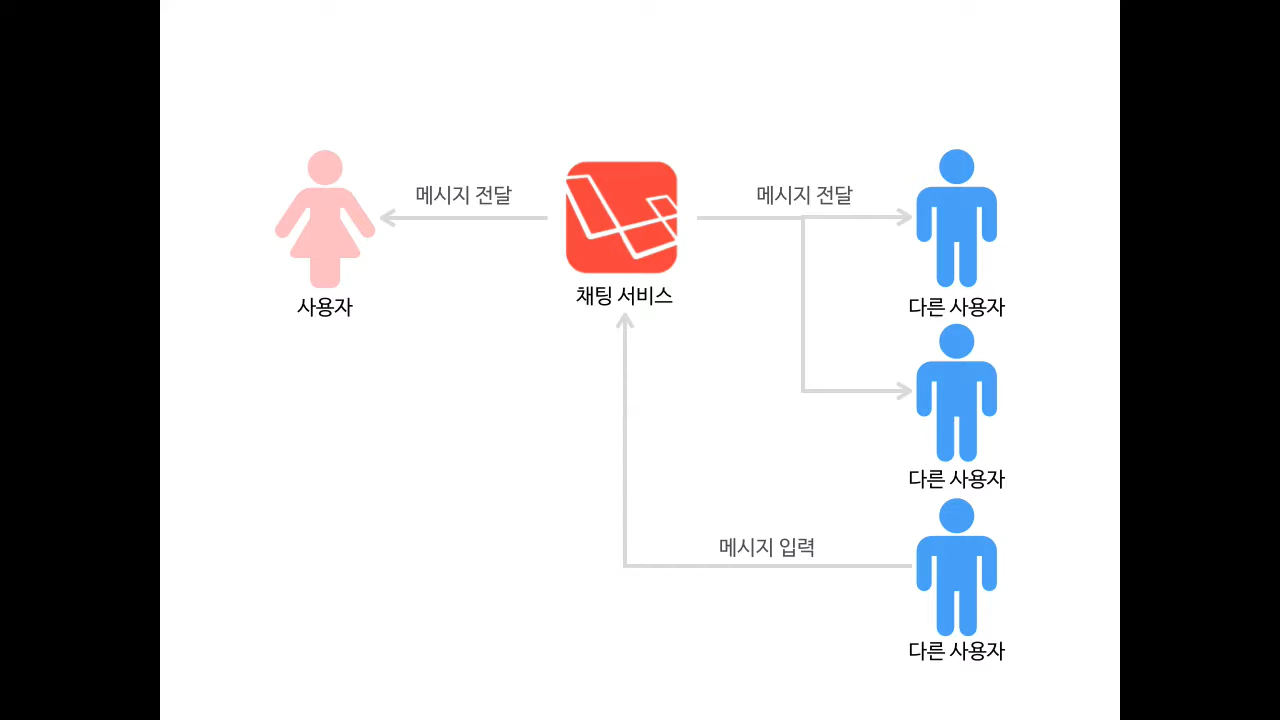 메시지 전달
메시지 전달
채팅 서비스
사용자
다른 사용자
다른 사용자
메시지 입력
다른 사용자